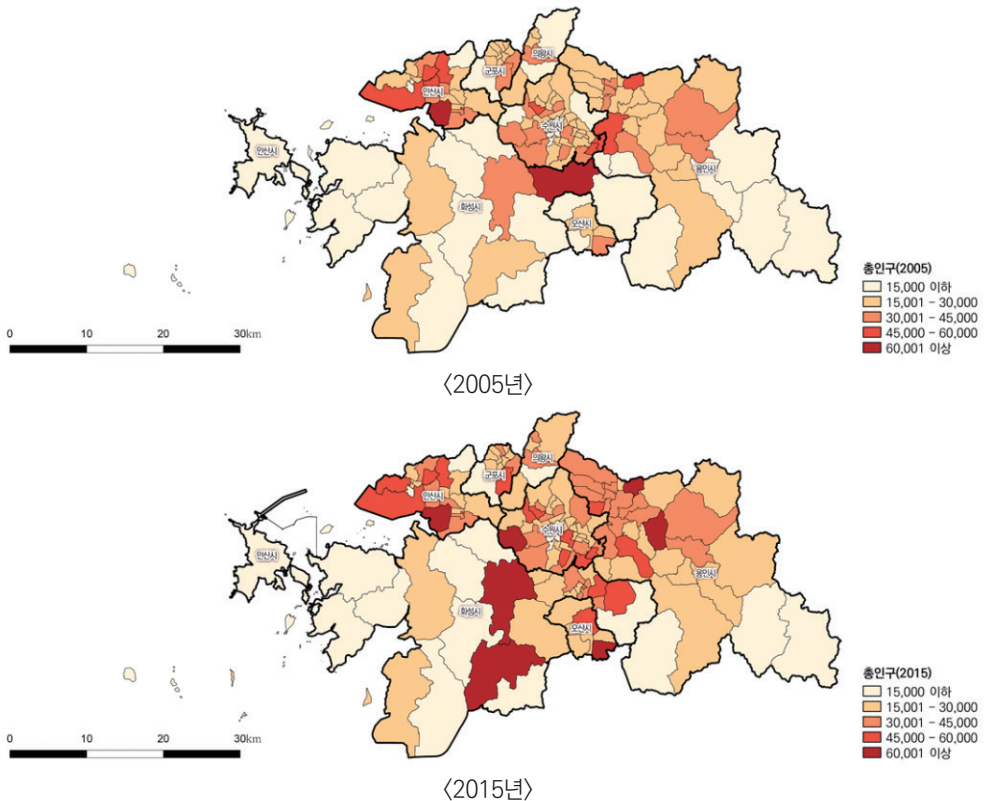 의왕시
군포시
안산시
수원시
안산시
용인시
화성시
오산시
총인구(2005)
15,000 이하
15,001 - 30,000
30,001 - 45,000
45,000 - 60,000
60,001 이상
0 10 20 30km
〈2005년〉
의왕시
군포시
안산시
수원시
안산시
용인시
화성시
오산시
총인구(2015)
15,000 이하
15,001 - 30,000
30,001 - 45,000
45,000 - 60,000
60,001 이상
0 10 20 30km
〈2015년〉